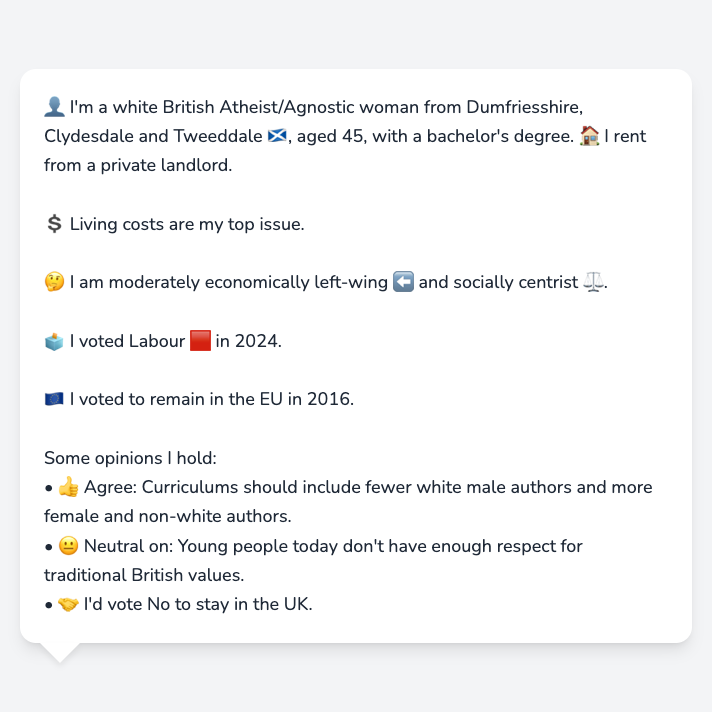 👤 I'm a white British Atheist/Agnostic woman from Dumfriesshire,
Clydesdale and Tweeddale 🏴󠁧󠁢󠁳󠁣󠁴󠁿, aged 45, with a bachelor's degree. 🏠 I rent
from a private landlord.
💲 Living costs are my top issue.
🤔 I am moderately economically left-wing ⬅️ and socially centrist ⚖️.
🗳️ I voted Labour 🟥 in 2024.
🇪🇺 I voted to remain in the EU in 2016.
Some opinions I hold:
• 👍 Agree: Curriculums should include fewer white male authors and more
female and non-white authors.
• 😐 Neutral on: Young people today don't have enough respect for
traditional British values.
• 🤝 I'd vote No to stay in the UK.